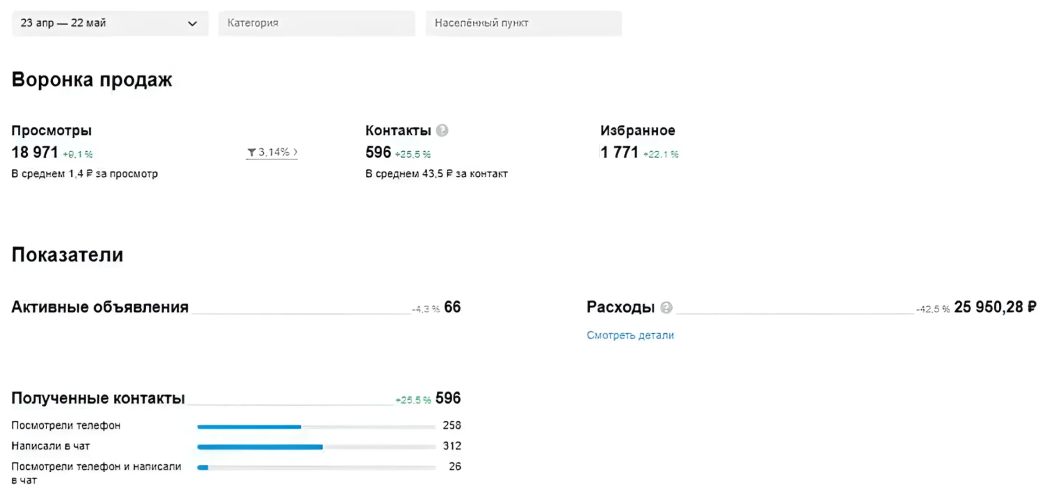 23 апр — 22 май
Категория
Населённый пункт
Воронка продаж
Просмотры
18 971 +9,1 %
3,14% >
В среднем 1,4 ₽ за просмотр
Контакты ?
596 +25,5 %
В среднем 43,5 ₽ за контакт
Избранное
1 771 +22,1 %
Показатели
Активные объявления -4,3 % 66
Расходы ? -42,5 % 25 950,28 ₽
Смотреть детали
Полученные контакты +25,5 % 596
Посмотрели телефон 258
Написали в чат 312
Посмотрели телефон и написали 26
в чат